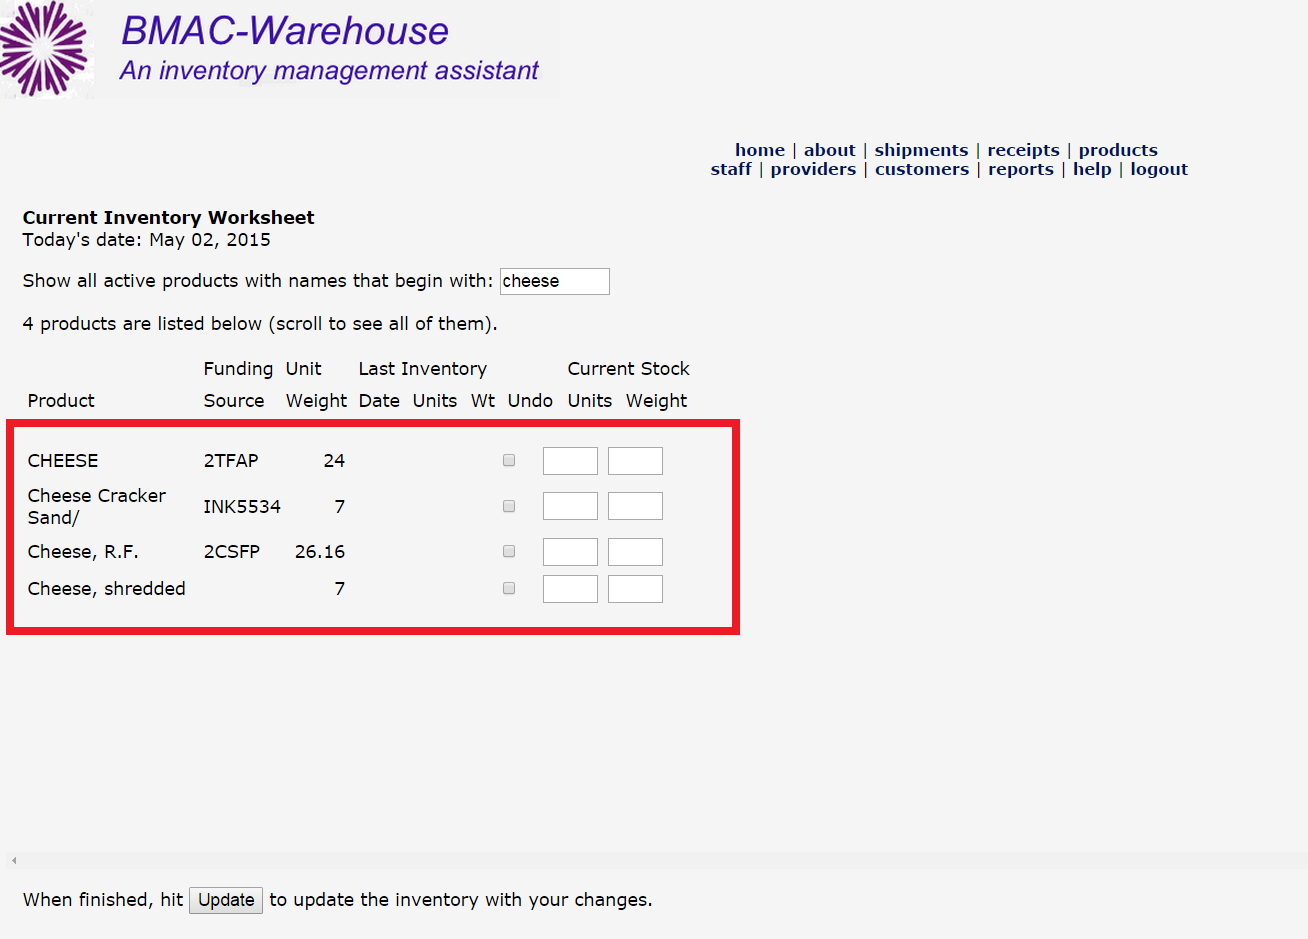 BMAC-Warehouse
An inventory management assistant
home | about | shipments | receipts | products
staff | providers | customers | reports | help | logout
Current Inventory Worksheet
Today's date: May 02, 2015
Show all active products with names that begin with: cheese
4 products are listed below (scroll to see all of them).
Funding Unit Last Inventory Current Stock
Product Source Weight Date Units Wt Undo Units Weight
CHEESE 2TFAP 24
Cheese Cracker
Sand/ INK5534 7
Cheese, R.F. 2CSFP 26.16
Cheese, shredded 7
When finished, hit Update to update the inventory with your changes.